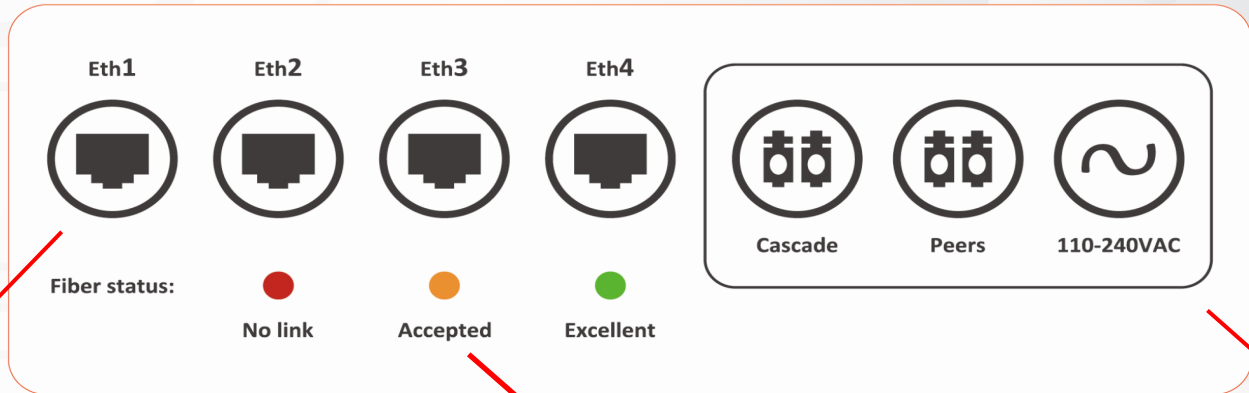 Eth1 Eth2 Eth3 Eth4
Cascade Peers 110-240VAC
Fiber status:
No link Accepted Excellent